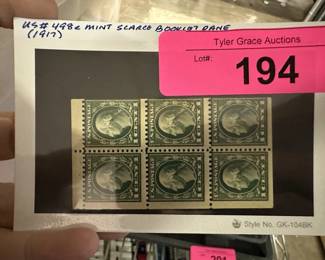 US# 498e MINT SCARCE BOOKLET PANE
(1917)
Tyler Grace Auctions
Lot#:
194
Style No. GK-104BK